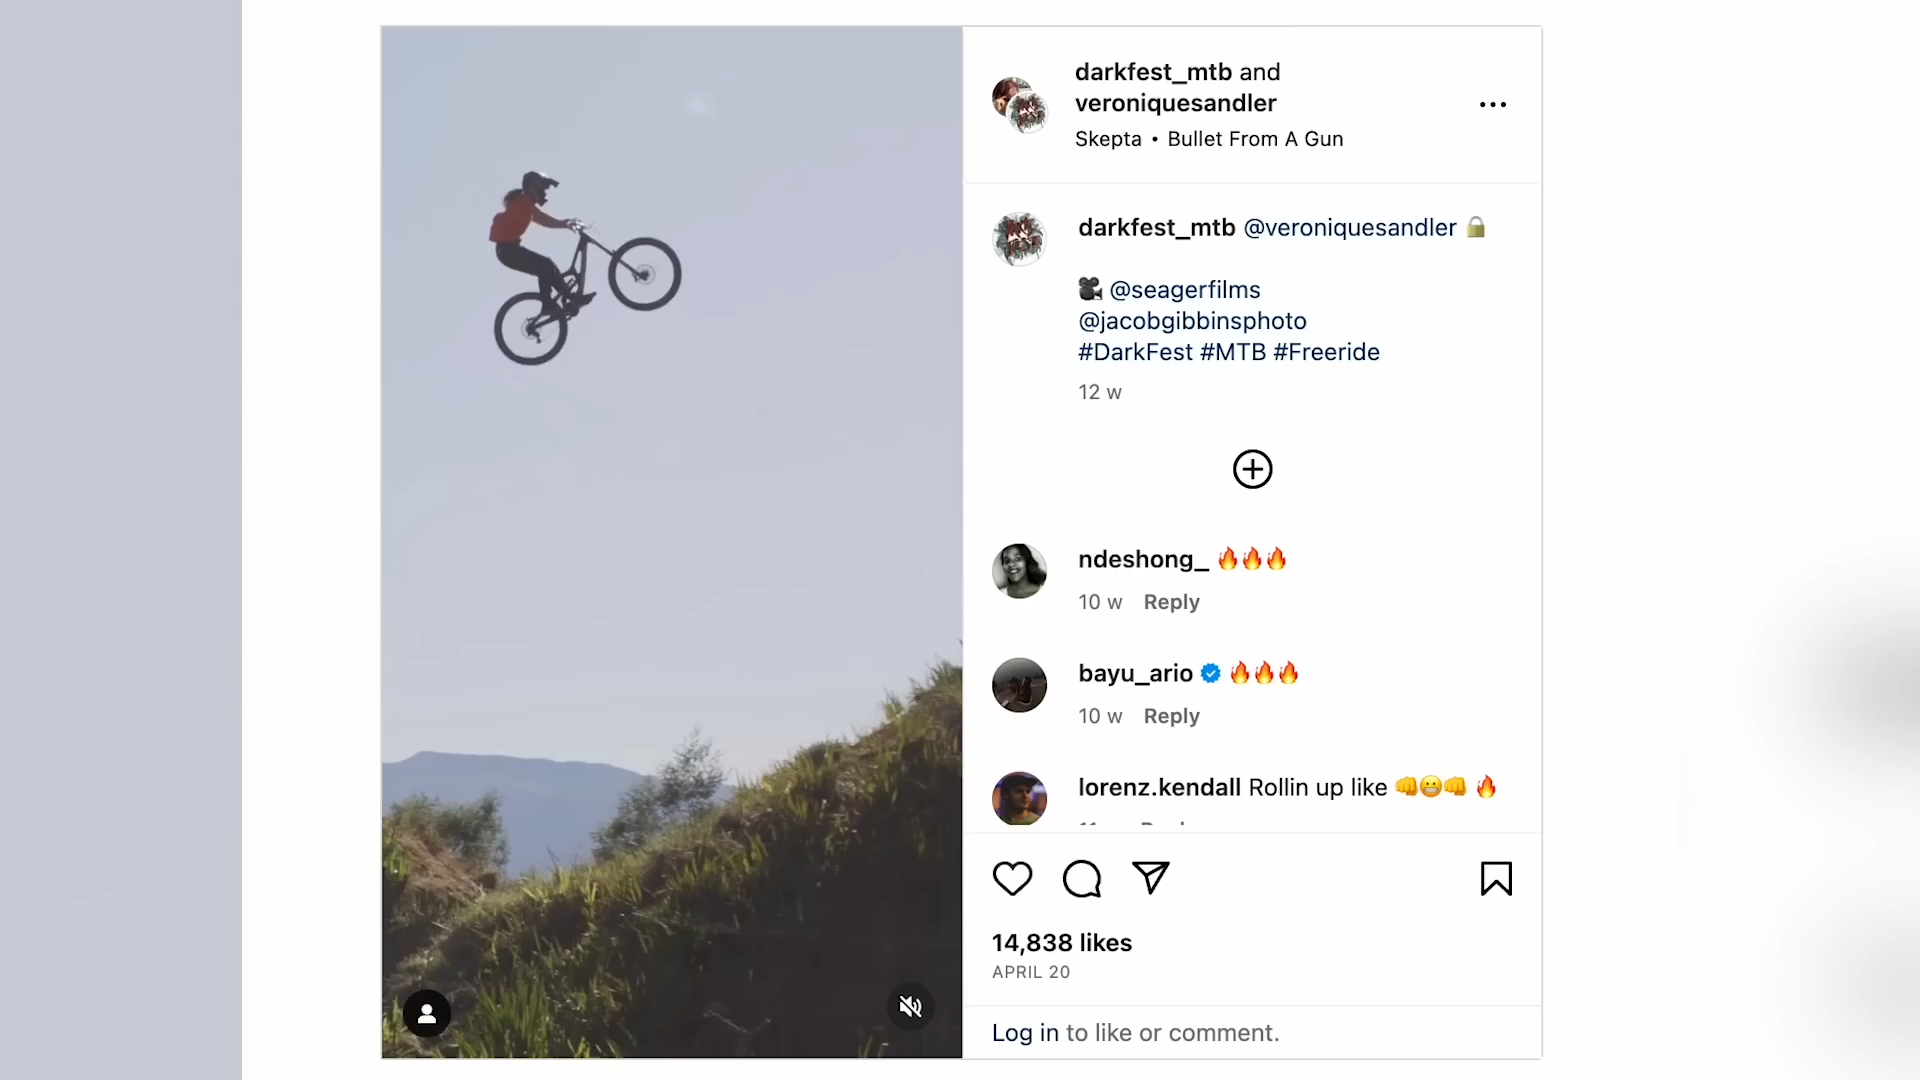 darkfest_mtb and
veroniquesandler
Skepta • Bullet From A Gun
darkfest_mtb @veroniquesandler 🔒
🎥 @seagerfilms
@jacobgibbinsphoto
#DarkFest #MTB #Freeride
12 w
ndeshong_ 🔥🔥🔥
10 w Reply
bayu_ario 🔥🔥🔥
10 w Reply
lorenz.kendall Rollin up like 👊😬👊 🔥
14,838 likes
APRIL 20
Log in to like or comment.